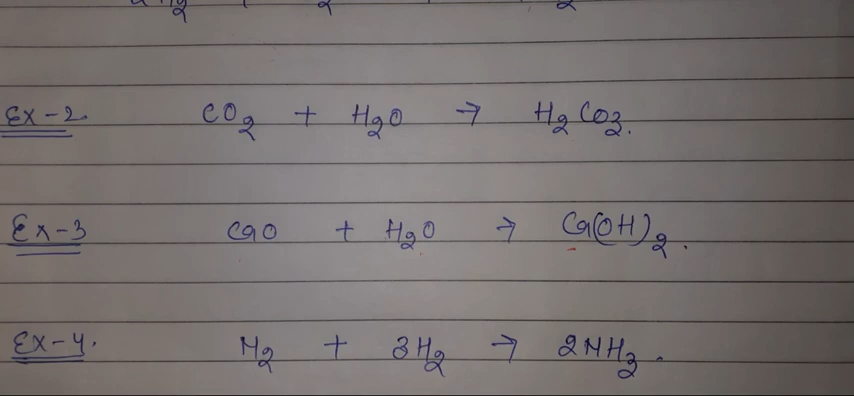 Ex-2. CO2 + H2O → H2CO3.
Ex-3 CaO + H2O → Ca(OH)2.
Ex-4. N2 + 3H2 → 2NH3.